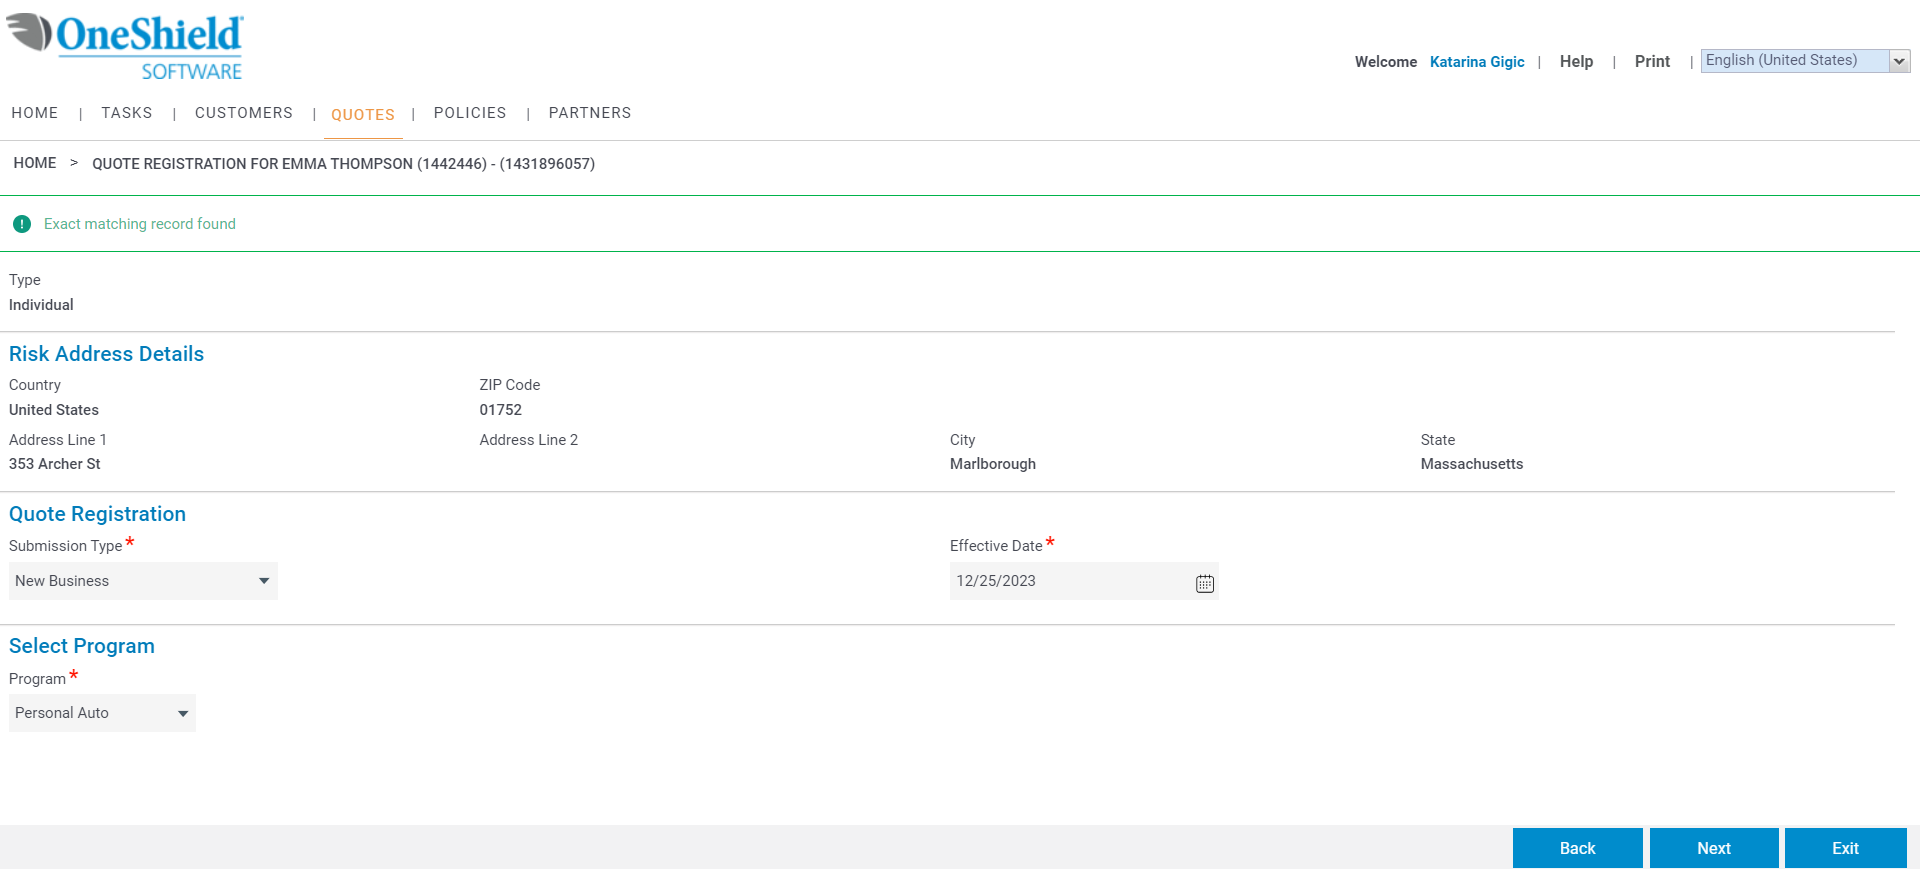 OneShield
SOFTWARE
Welcome Katarina Gigic | Help | Print | English (United States)
HOME | TASKS | CUSTOMERS | QUOTES | POLICIES | PARTNERS
HOME > QUOTE REGISTRATION FOR EMMA THOMPSON (1442446) - (1431896057)
! Exact matching record found
Type
Individual
Risk Address Details
Country ZIP Code
United States 01752
Address Line 1 Address Line 2 City State
353 Archer St Marlborough Massachusetts
Quote Registration
Submission Type * Effective Date *
New Business 12/25/2023
Select Program
Program *
Personal Auto
Back Next Exit